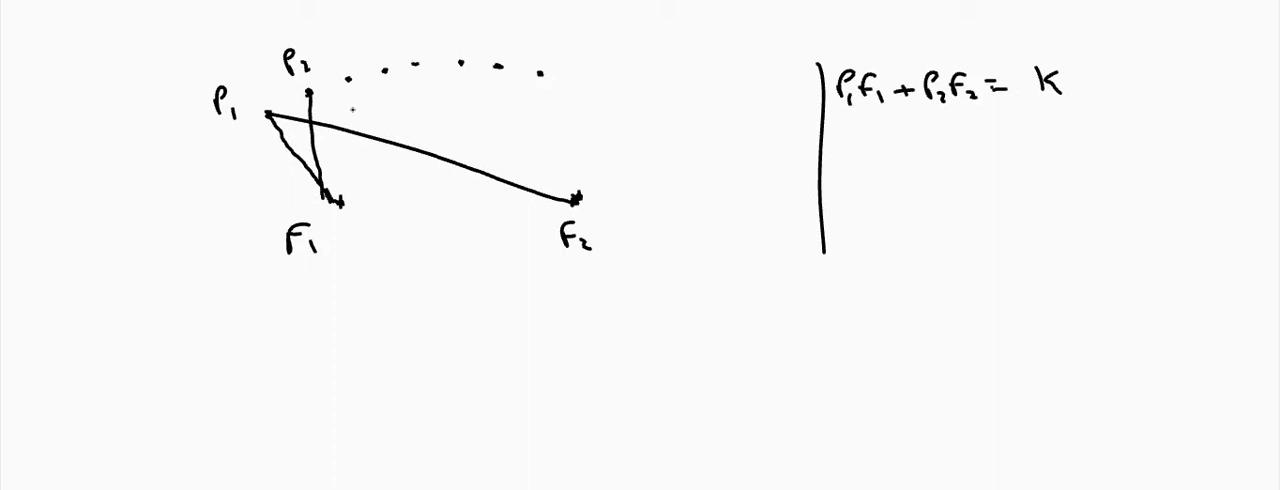 P₂
P₁
P₁F₁ + P₂F₂ = K
F₁
F₂